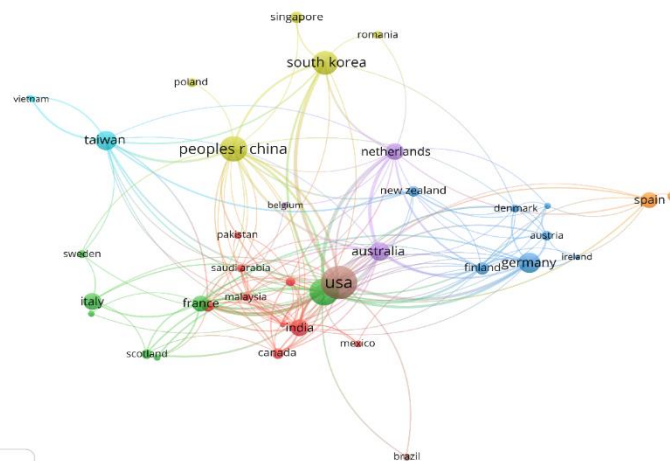 singapore
romania
south korea
poland
vietnam
taiwan
peoples r china
netherlands
new zealand
belgium
denmark
spain
pakistan
austria
sweden
australia
ireland
saudi arabia
finland
germany
usa
malaysia
italy
france
india
mexico
scotland
canada
brazil